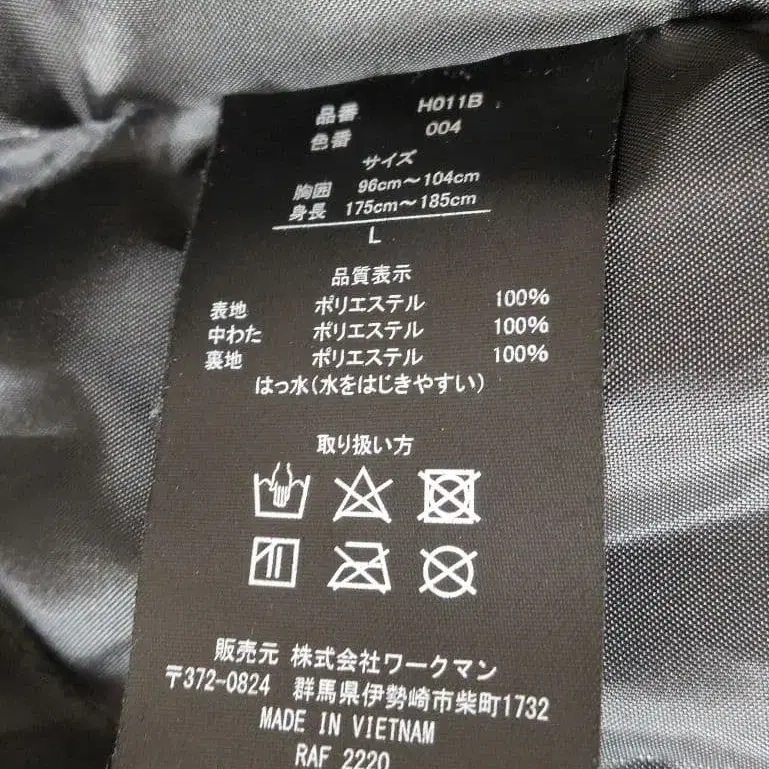 品番 H011B
色番 004
サイズ
胸囲 96cm～104cm
身長 175cm～185cm
L
品質表示
表地 ポリエステル 100%
中わた ポリエステル 100%
裏地 ポリエステル 100%
はっ水(水をはじきやすい)
取り扱い方
販売元 株式会社ワークマン
〒372-0824 群馬県伊勢崎市柴町1732
MADE IN VIETNAM
RAF 2220